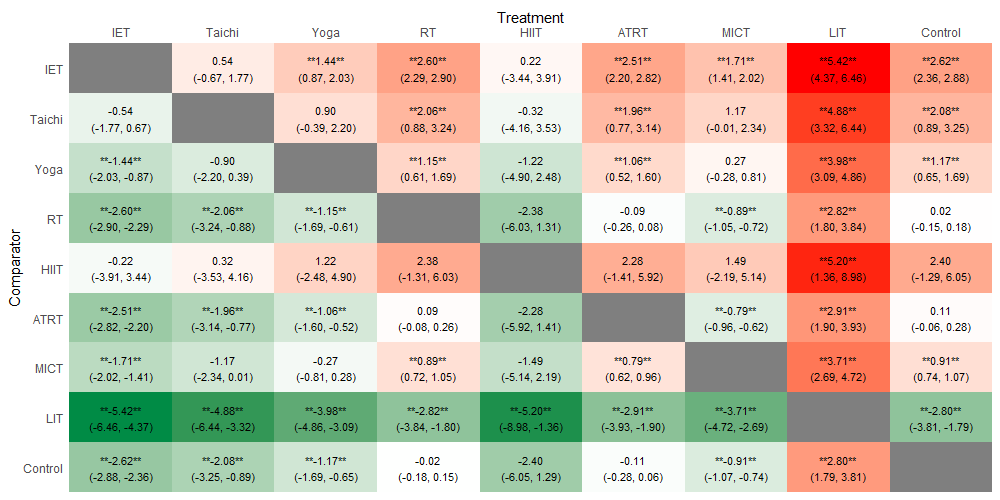 Treatment
IET Taichi Yoga RT HIIT ATRT MICT LIT Control
Comparator
IET 0.54 **1.44** **2.60** 0.22 **2.51** **1.71** **5.42** **2.62**
(-0.67, 1.77) (0.87, 2.03) (2.29, 2.90) (-3.44, 3.91) (2.20, 2.82) (1.41, 2.02) (4.37, 6.46) (2.36, 2.88)
Taichi -0.54 0.90 **2.06** -0.32 **1.96** 1.17 **4.88** **2.08**
(-1.77, 0.67) (-0.39, 2.20) (0.88, 3.24) (-4.16, 3.53) (0.77, 3.14) (-0.01, 2.34) (3.32, 6.44) (0.89, 3.25)
Yoga **-1.44** -0.90 **1.15** -1.22 **1.06** 0.27 **3.98** **1.17**
(-2.03, -0.87) (-2.20, 0.39) (0.61, 1.69) (-4.90, 2.48) (0.52, 1.60) (-0.28, 0.81) (3.09, 4.86) (0.65, 1.69)
RT **-2.60** **-2.06** **-1.15** -2.38 -0.09 **-0.89** **2.82** 0.02
(-2.90, -2.29) (-3.24, -0.88) (-1.69, -0.61) (-6.03, 1.31) (-0.26, 0.08) (-1.05, -0.72) (1.80, 3.84) (-0.15, 0.18)
HIIT -0.22 0.32 1.22 2.38 2.28 1.49 **5.20** 2.40
(-3.91, 3.44) (-3.53, 4.16) (-2.48, 4.90) (-1.31, 6.03) (-1.41, 5.92) (-2.19, 5.14) (1.36, 8.98) (-1.29, 6.05)
ATRT **-2.51** **-1.96** **-1.06** 0.09 -2.28 **-0.79** **2.91** 0.11
(-2.82, -2.20) (-3.14, -0.77) (-1.60, -0.52) (-0.08, 0.26) (-5.92, 1.41) (-0.96, -0.62) (1.90, 3.93) (-0.06, 0.28)
MICT **-1.71** -1.17 -0.27 **0.89** -1.49 **0.79** **3.71** **0.91**
(-2.02, -1.41) (-2.34, 0.01) (-0.81, 0.28) (0.72, 1.05) (-5.14, 2.19) (0.62, 0.96) (2.69, 4.72) (0.74, 1.07)
LIT **-5.42** **-4.88** **-3.98** **-2.82** **-5.20** **-2.91** **-3.71** **-2.80**
(-6.46, -4.37) (-6.44, -3.32) (-4.86, -3.09) (-3.84, -1.80) (-8.98, -1.36) (-3.93, -1.90) (-4.72, -2.69) (-3.81, -1.79)
Control **-2.62** **-2.08** **-1.17** -0.02 -2.40 -0.11 **-0.91** **2.80**
(-2.88, -2.36) (-3.25, -0.89) (-1.69, -0.65) (-0.18, 0.15) (-6.05, 1.29) (-0.28, 0.06) (-1.07, -0.74) (1.79, 3.81)